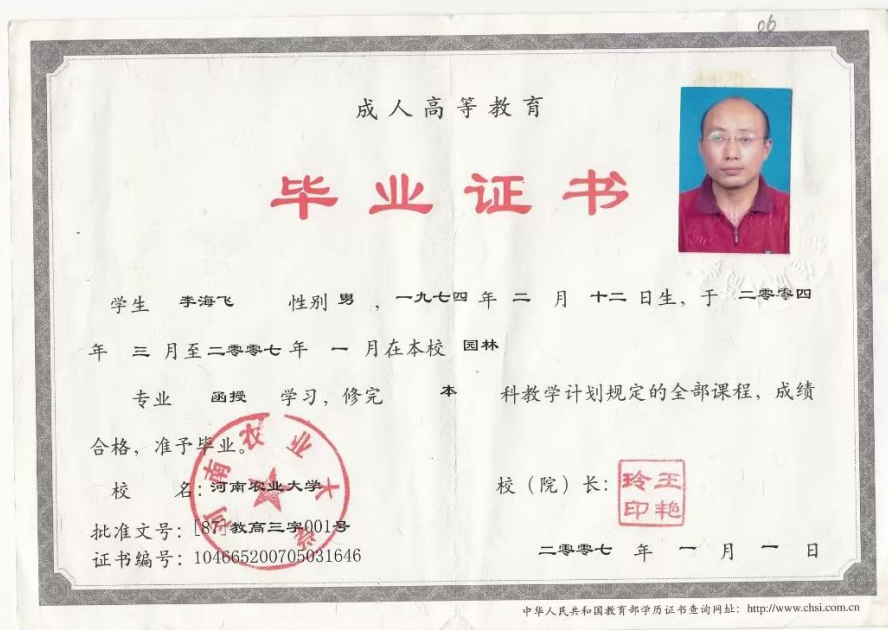 06
成人高等教育
毕业证书
学生 李海飞 性别 男 ，一九七四 年 二 月 十二 日生，于 二零零四
年 三 月至 二零零七 年 一 月在本校 园林
专业 函授 学习，修完 本 科教学计划规定的全部课程，成绩
合格，准予毕业。
校 名：河南农业大学
校（院）长：
王艳玲印
批准文号：[87]教高三字001号
证书编号：104665200705031646
二零零七 年 一 月 一 日
中华人民共和国教育部学历证书查询网址：http://www.chsi.com.cn